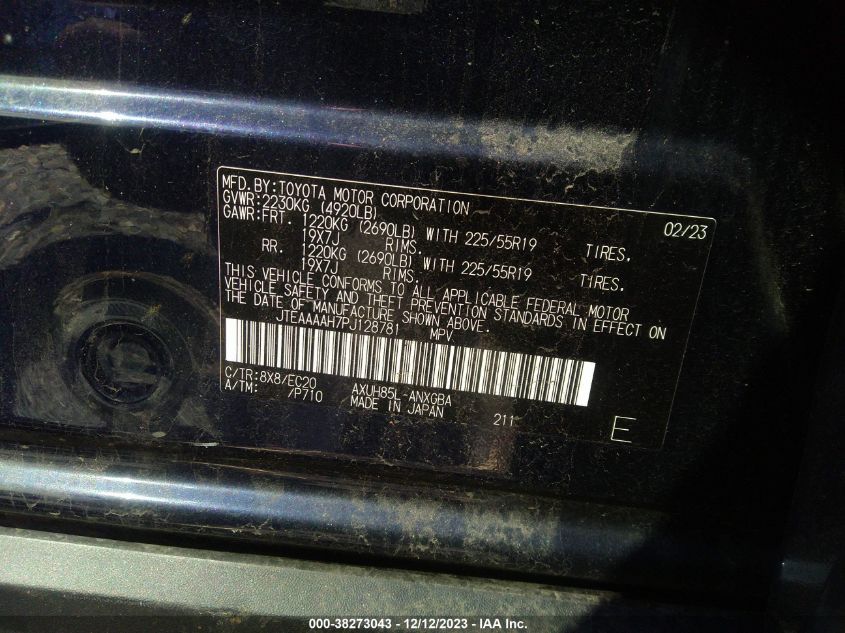 MFD.BY:TOYOTA MOTOR CORPORATION 02/23
GVWR:2230KG (4920LB)
GAWR:FRT. 1220KG (2690LB) WITH 225/55R19 TIRES.
19X7J RIMS.
RR. 1220KG (2690LB) WITH 225/55R19 TIRES.
19X7J RIMS.
THIS VEHICLE CONFORMS TO ALL APPLICABLE FEDERAL MOTOR
VEHICLE SAFETY AND THEFT PREVENTION STANDARDS IN EFFECT ON
THE DATE OF MANUFACTURE SHOWN ABOVE.
JTEAAAAH7PJ128781 MPV
C/TR:8X8/EC20 AXUH85L-ANXGBA
A/TM: /P710 MADE IN JAPAN 211
E
000-38273043 - 12/12/2023 - IAA Inc.